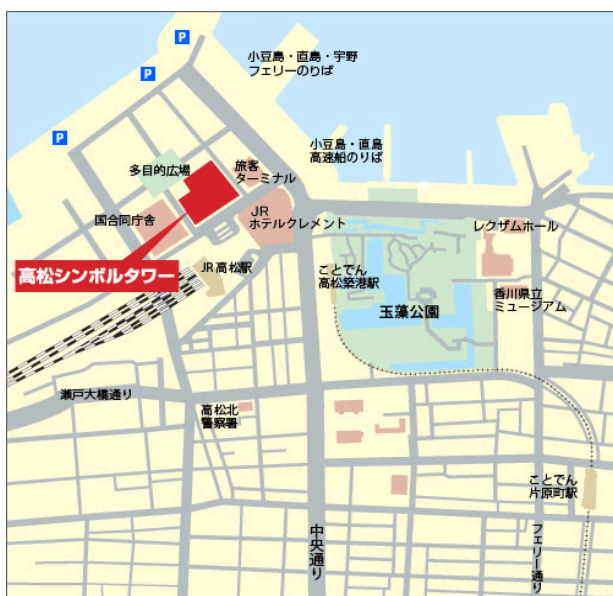 P
小豆島・直島・宇野
フェリーのりば
P
P
小豆島・直島
高速船のりば
多目的広場
旅客
ターミナル
国合同庁舎
JR
ホテルクレメント
レクザムホール
高松シンボルタワー
JR高松駅
ことでん
高松築港駅
香川県立
ミュージアム
玉藻公園
瀬戸大橋通り
高松北
警察署
ことでん
片原町駅
中央通り
フェリー通り